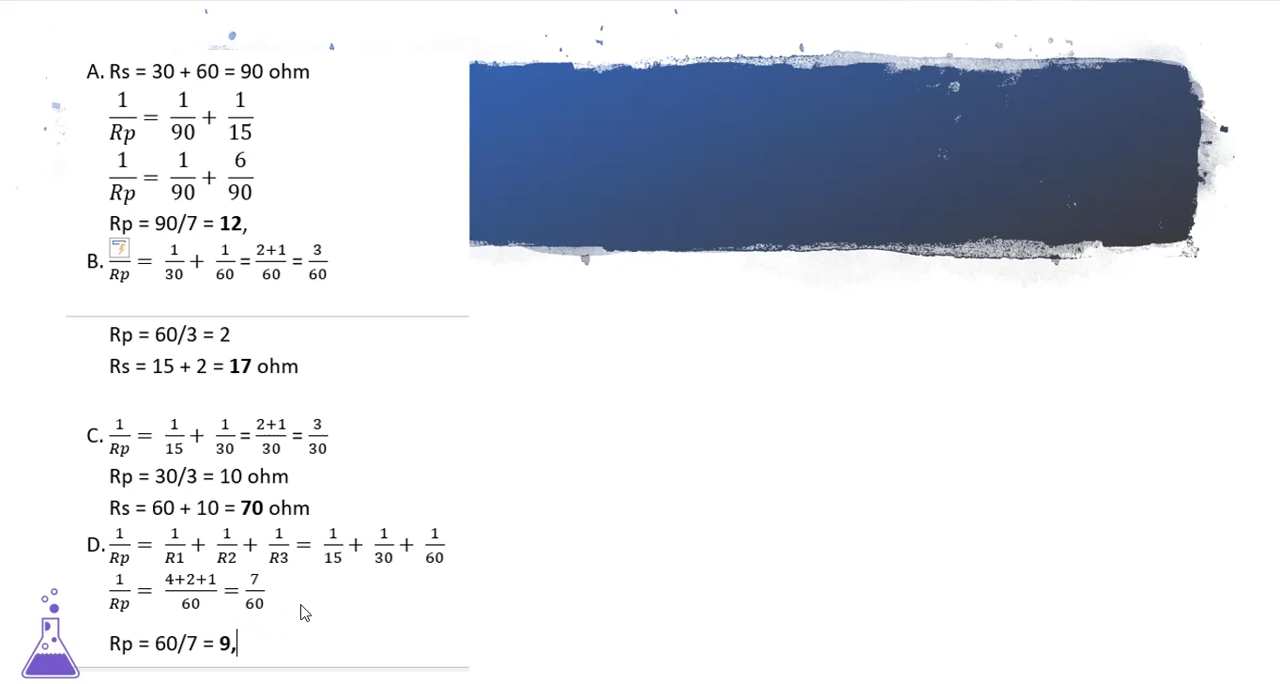 A. Rs = 30 + 60 = 90 ohm
1/Rp = 1/90 + 1/15
1/Rp = 1/90 + 6/90
Rp = 90/7 = 12,
B. /Rp = 1/30 + 1/60 = 2+1/60 = 3/60
Rp = 60/3 = 2
Rs = 15 + 2 = 17 ohm
C. 1/Rp = 1/15 + 1/30 = 2+1/30 = 3/30
Rp = 30/3 = 10 ohm
Rs = 60 + 10 = 70 ohm
D. 1/Rp = 1/R1 + 1/R2 + 1/R3 = 1/15 + 1/30 + 1/60
1/Rp = 4+2+1/60 = 7/60
Rp = 60/7 = 9,